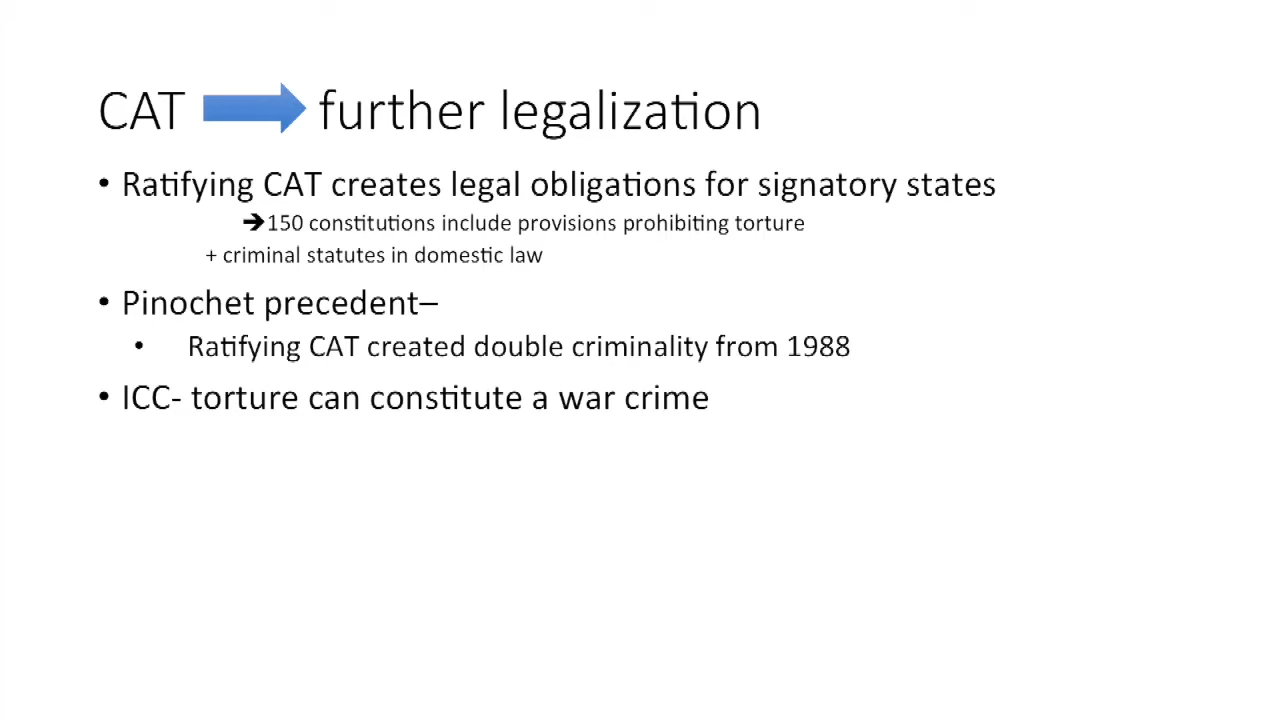 CAT further legalization
• Ratifying CAT creates legal obligations for signatory states
➔150 constitutions include provisions prohibiting torture
+ criminal statutes in domestic law
• Pinochet precedent–
• Ratifying CAT created double criminality from 1988
• ICC- torture can constitute a war crime